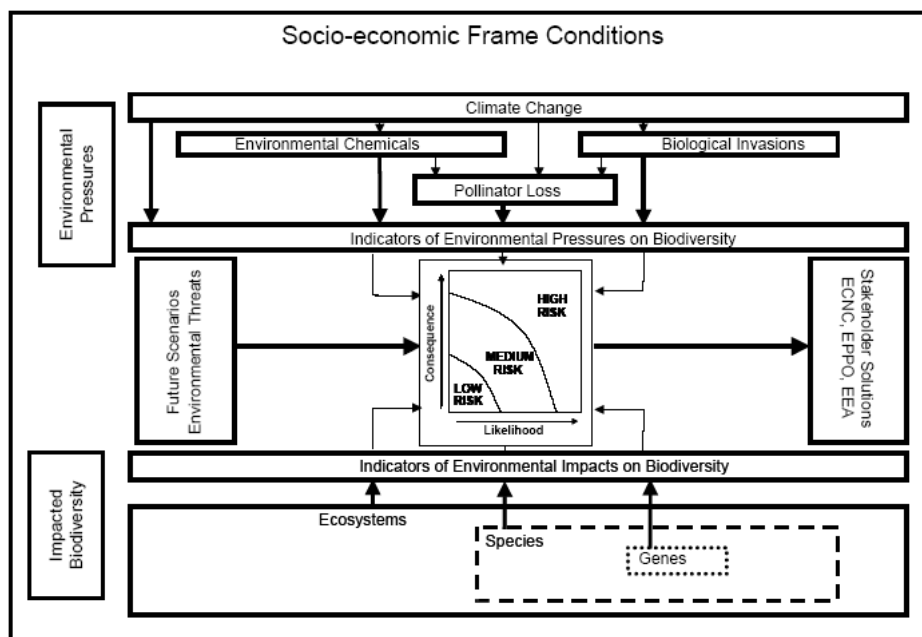 Socio-economic Frame Conditions
Environmental
Pressures
Climate Change
Environmental Chemicals
Biological Invasions
Pollinator Loss
Indicators of Environmental Pressures on Biodiversity
Future Scenarios
Environmental Threats
Consequence
HIGH
RISK
MEDIUM
RISK
LOW
RISK
Likelihood
Stakeholder Solutions
ECNC, EPPO, EEA
Indicators of Environmental Impacts on Biodiversity
Impacted
Biodiversity
Ecosystems
Species
Genes